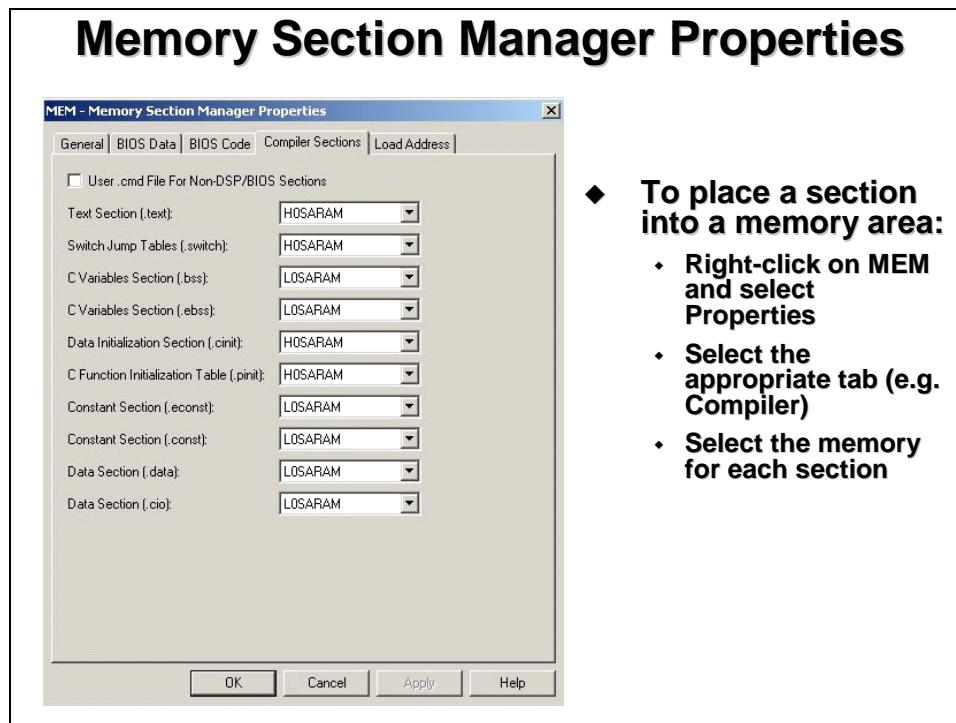 Memory Section Manager Properties
MEM - Memory Section Manager Properties
General BIOS Data BIOS Code Compiler Sections Load Address
User .cmd File For Non-DSP/BIOS Sections
Text Section (.text): H0SARAM
Switch Jump Tables (.switch): H0SARAM
C Variables Section (.bss): L0SARAM
C Variables Section (.ebss): L0SARAM
Data Initialization Section (.cinit): H0SARAM
C Function Initialization Table (.pinit): H0SARAM
Constant Section (.econst): L0SARAM
Constant Section (.const): L0SARAM
Data Section (.data): L0SARAM
Data Section (.cio): L0SARAM
OK Cancel Apply Help
◆ To place a section
into a memory area:
◆ Right-click on MEM
and select
Properties
◆ Select the
appropriate tab (e.g.
Compiler)
◆ Select the memory
for each section